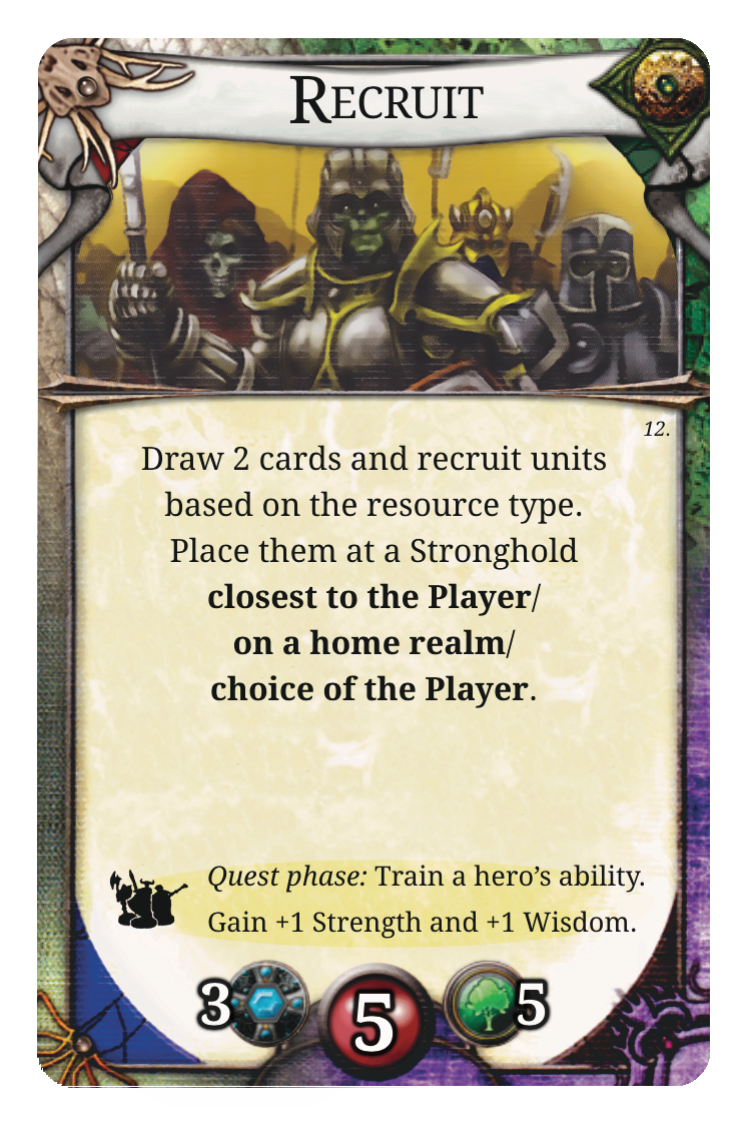 RECRUIT
12.
Draw 2 cards and recruit units
based on the resource type.
Place them at a Stronghold
closest to the Player/
on a home realm/
choice of the Player.
Quest phase: Train a hero’s ability.
Gain +1 Strength and +1 Wisdom.
3 5 5